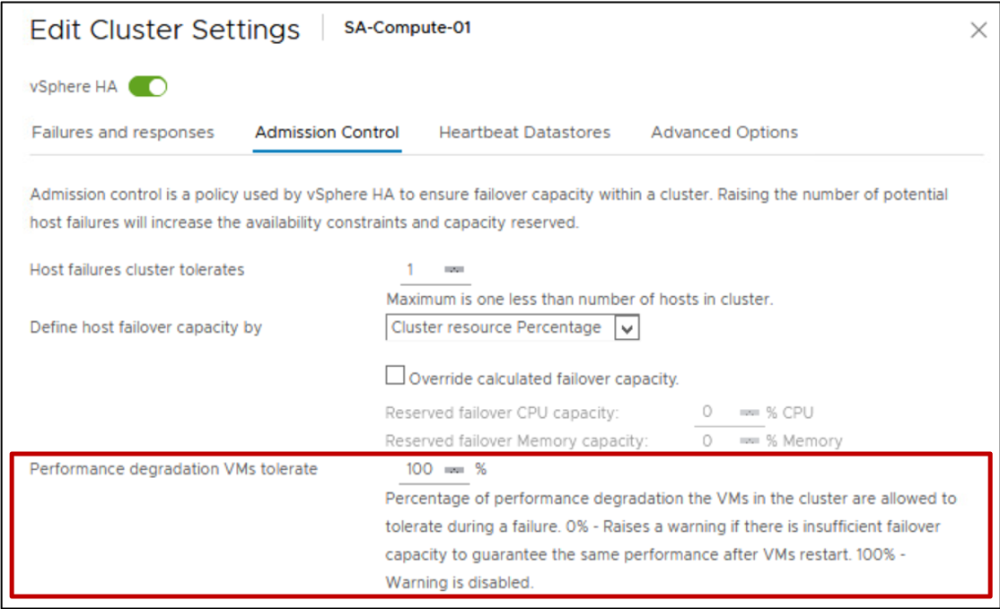 Edit Cluster Settings SA-Compute-01
vSphere HA
Failures and responses Admission Control Heartbeat Datastores Advanced Options
Admission control is a policy used by vSphere HA to ensure failover capacity within a cluster. Raising the number of potential
host failures will increase the availability constraints and capacity reserved.
Host failures cluster tolerates 1
Maximum is one less than number of hosts in cluster.
Define host failover capacity by Cluster resource Percentage
Override calculated failover capacity.
Reserved failover CPU capacity: 0 % CPU
Reserved failover Memory capacity: 0 % Memory
Performance degradation VMs tolerate 100 %
Percentage of performance degradation the VMs in the cluster are allowed to
tolerate during a failure. 0% - Raises a warning if there is insufficient failover
capacity to guarantee the same performance after VMs restart. 100% -
Warning is disabled.